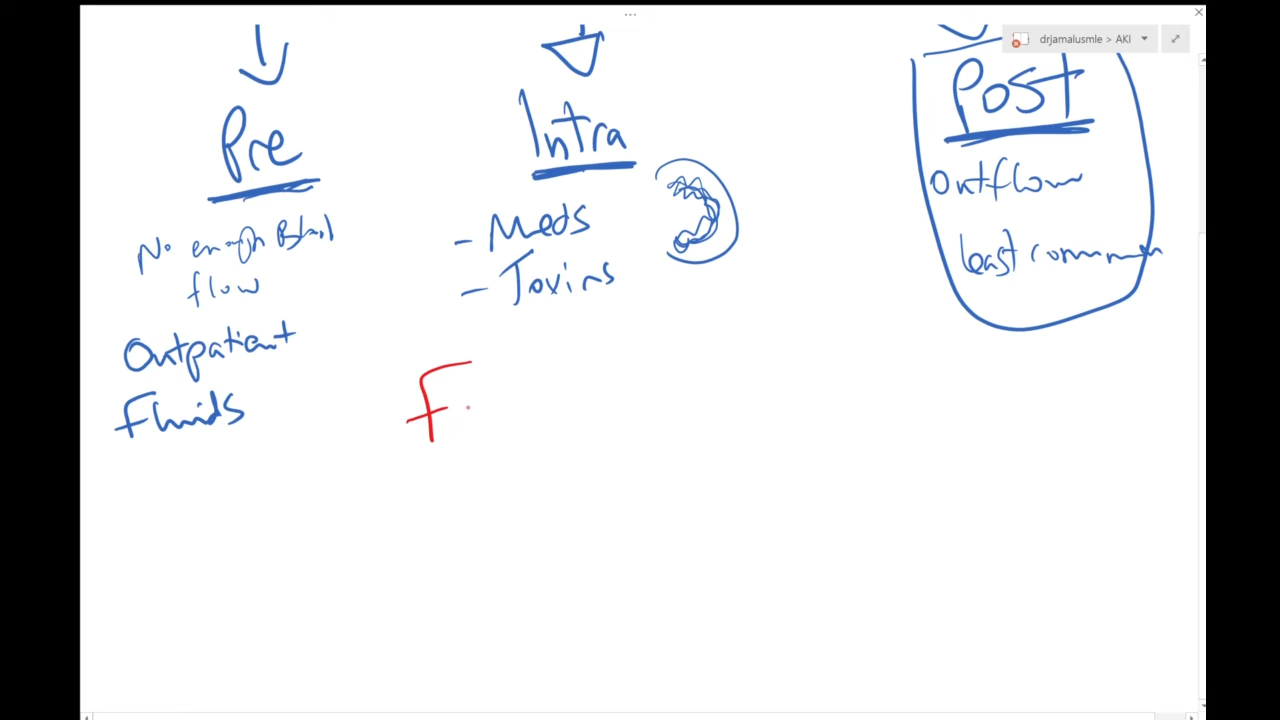 drjamalusmle > AKI
Pre
No enough Blood
flow
Outpatient
Fluids
Intra
- Meds
- Toxins
F
Post
Outflow
least common